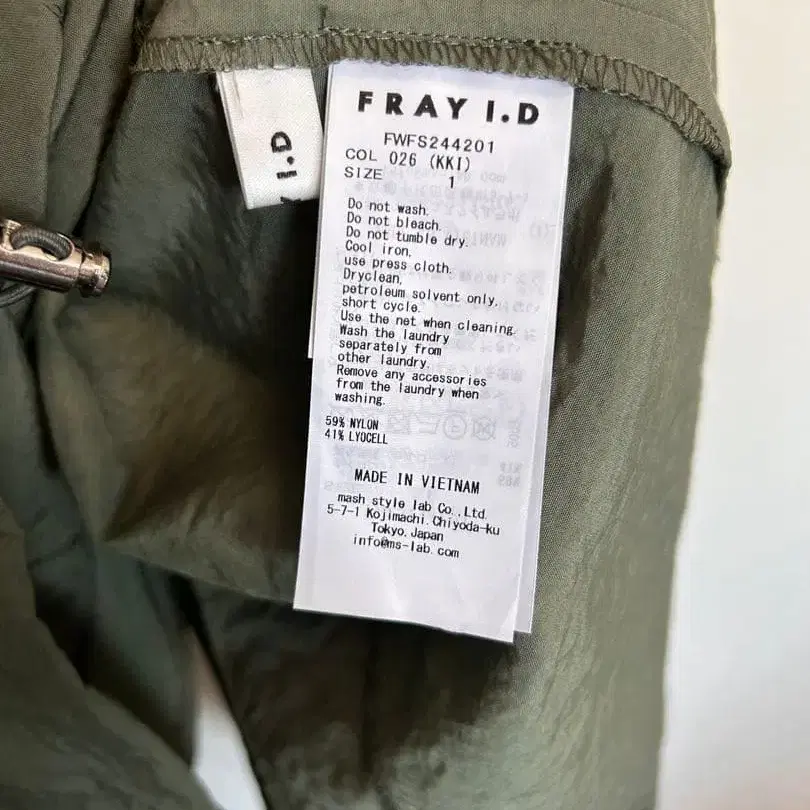 FRAY I.D
FWFS244201
COL 026 (KKI)
SIZE 1
Do not wash.
Do not bleach.
Do not tumble dry.
Cool iron,
use press cloth.
Dryclean,
petroleum solvent only,
short cycle.
Use the net when cleaning.
Wash the laundry
separately from
other laundry.
Remove any accessories
from the laundry when
washing.
59% NYLON
41% LYOCELL
MADE IN VIETNAM
mash style lab Co.,Ltd.
5-7-1 Kojimachi.Chiyoda-ku
Tokyo,Japan
info@ms-lab.com
I.D